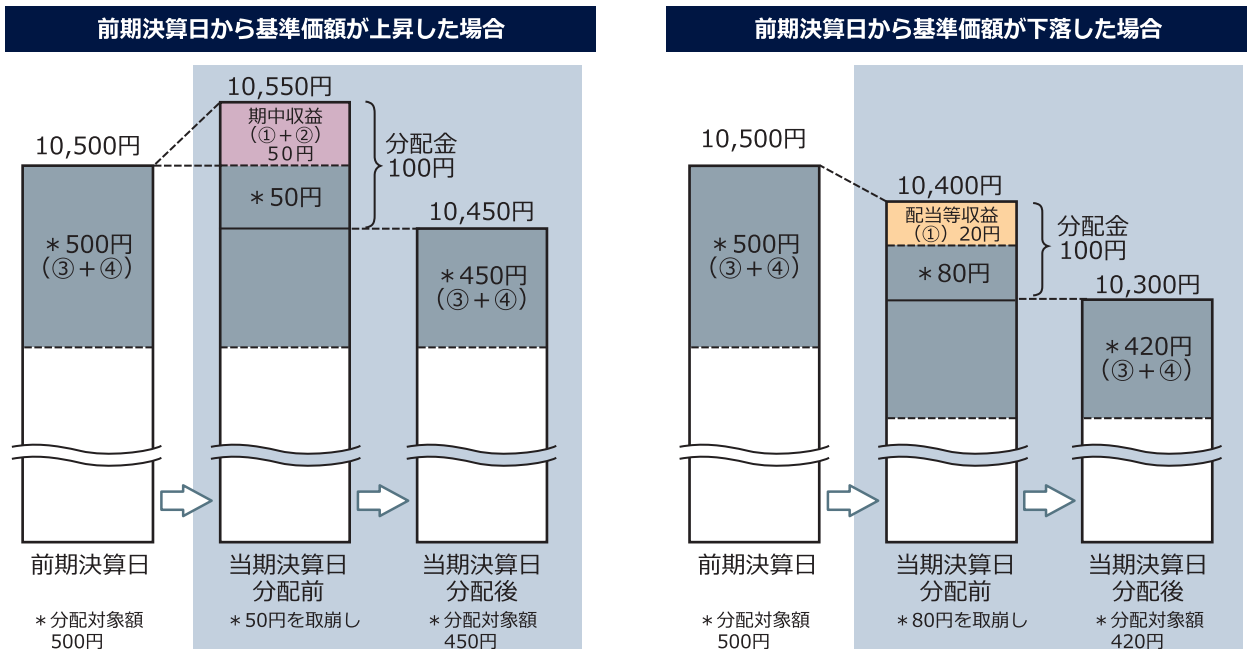 前期決算日から基準価額が上昇した場合
10,500円
＊500円
（③＋④）
前期決算日
＊分配対象額
500円
10,550円
期中収益
（①＋②）
50円
＊50円
分配金
100円
当期決算日
分配前
＊50円を取崩し
10,450円
＊450円
（③＋④）
当期決算日
分配後
＊分配対象額
450円
前期決算日から基準価額が下落した場合
10,500円
＊500円
（③＋④）
前期決算日
＊分配対象額
500円
10,400円
配当等収益
（①）20円
＊80円
分配金
100円
当期決算日
分配前
＊80円を取崩し
10,300円
＊420円
（③＋④）
当期決算日
分配後
＊分配対象額
420円